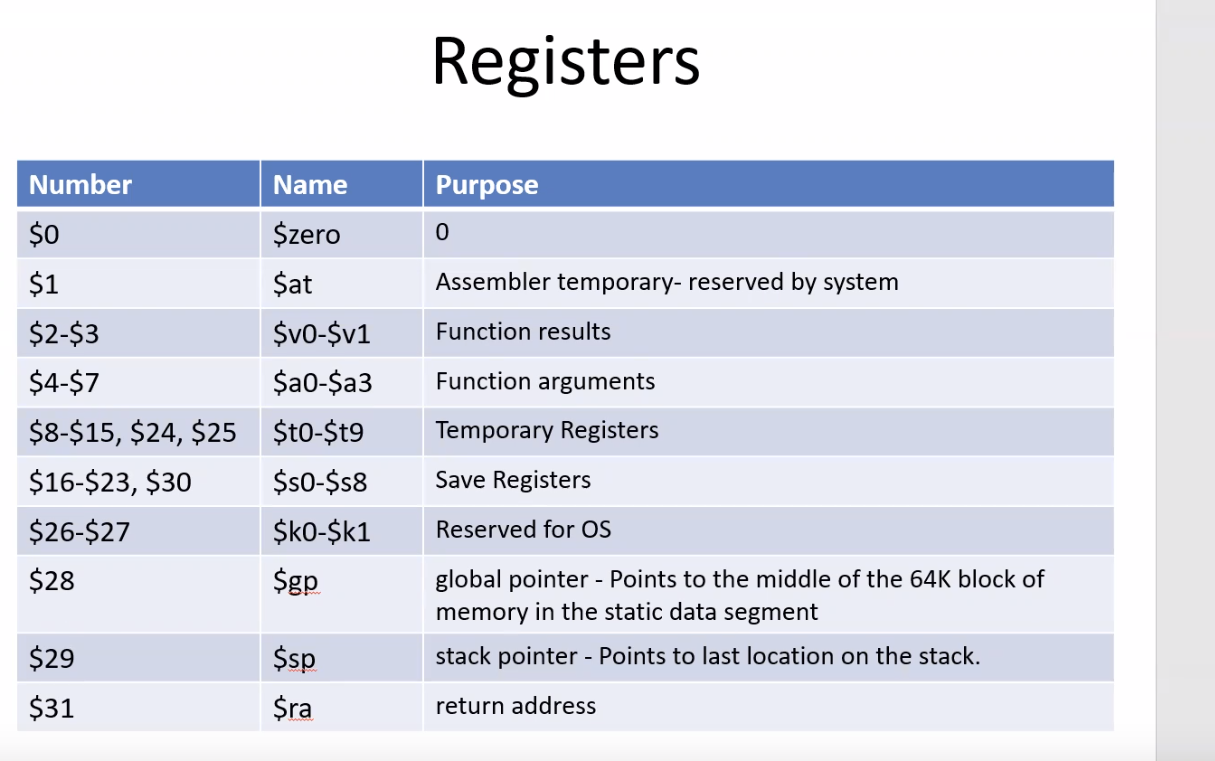 Registers
Number Name Purpose
$0 $zero 0
$1 $at Assembler temporary- reserved by system
$2-$3 $v0-$v1 Function results
$4-$7 $a0-$a3 Function arguments
$8-$15, $24, $25 $t0-$t9 Temporary Registers
$16-$23, $30 $s0-$s8 Save Registers
$26-$27 $k0-$k1 Reserved for OS
$28 $gp global pointer - Points to the middle of the 64K block of
memory in the static data segment
$29 $sp stack pointer - Points to last location on the stack.
$31 $ra return address